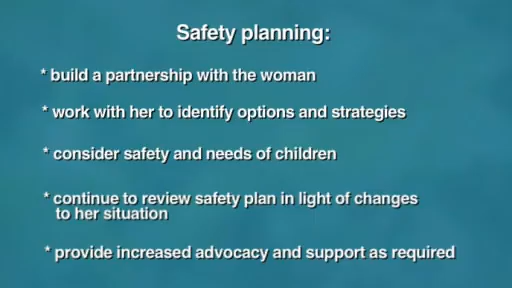 Safety planning:
* build a partnership with the woman
* work with her to identify options and strategies
* consider safety and needs of children
* continue to review safety plan in light of changes
to her situation
* provide increased advocacy and support as required